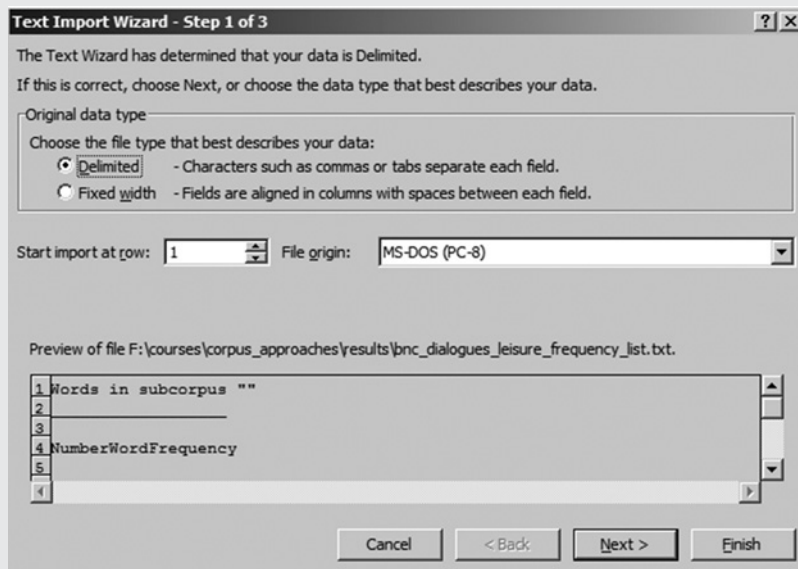 Text Import Wizard - Step 1 of 3
The Text Wizard has determined that your data is Delimited.
If this is correct, choose Next, or choose the data type that best describes your data.
Original data type
Choose the file type that best describes your data:
Delimited - Characters such as commas or tabs separate each field.
Fixed width - Fields are aligned in columns with spaces between each field.
Start import at row: 1 File origin: MS-DOS (PC-8)
Preview of file F:\courses\corpus_approaches\results\bnc_dialogues_leisure_frequency_list.txt.
1 Words in subcorpus ""
2
3
4 NumberWordFrequency
5
Cancel < Back Next > Finish